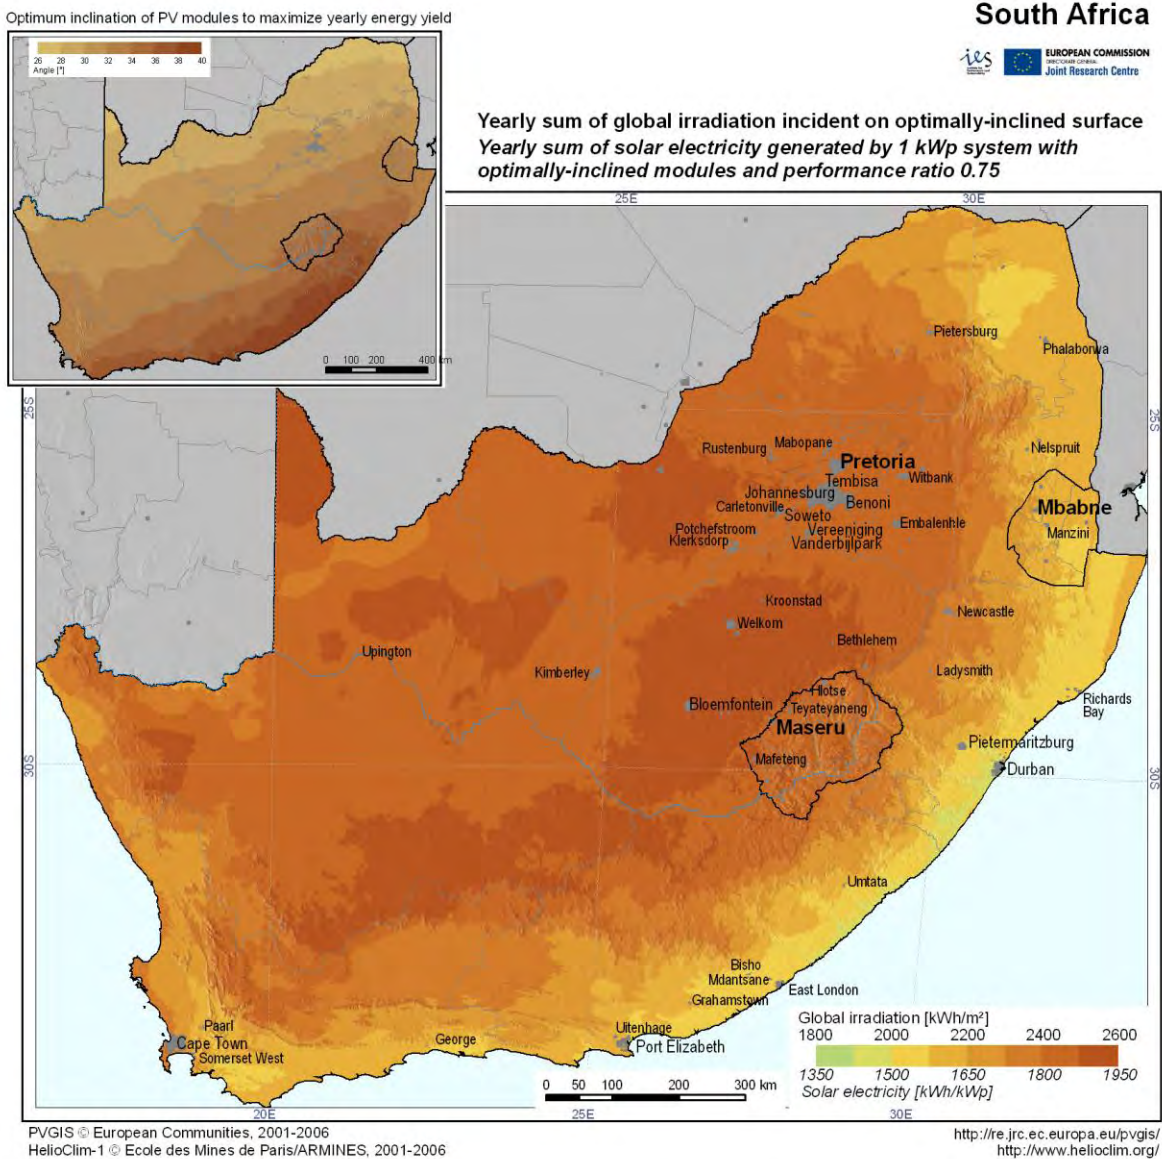 Optimum inclination of PV modules to maximize yearly energy yield
26 28 30 32 34 36 38 40
Angle [°]
0 100 200 400 km
South Africa
ies
EUROPEAN COMMISSION
DIRECTORATE GENERAL
Joint Research Centre
Yearly sum of global irradiation incident on optimally-inclined surface
Yearly sum of solar electricity generated by 1 kWp system with
optimally-inclined modules and performance ratio 0.75
25E 30E
25S 25S
Pietersburg
Phalaborwa
Nelspruit
Rustenburg Mabopane
Pretoria
Tembisa
Witbank
Johannesburg
Benoni
Carletonville
Soweto
Mbabne
Manzini
Potchefstroom
Vereeniging
Embalenhle
Klerksdorp
Vanderbijlpark
Kroonstad
Newcastle
Welkom
Bethlehem
Upington
Kimberley
Ladysmith
Hlotse
Bloemfontein
Teyateyaneng
Richards
Bay
Maseru
Pietermaritzburg
Mafeteng
Durban
30S 30S
Umtata
Bisho
Mdantsane
East London
Grahamstown
Uitenhage
Port Elizabeth
George
Paarl
Cape Town
Somerset West
Global irradiation [kWh/m²]
1800 2000 2200 2400 2600
1350 1500 1650 1800 1950
Solar electricity [kWh/kWp]
0 50 100 200 300 km
20E 25E 30E
PVGIS © European Communities, 2001-2006
HelioClim-1 © Ecole des Mines de Paris/ARMINES, 2001-2006
http://re.jrc.ec.europa.eu/pvgis/
http://www.helioclim.org/